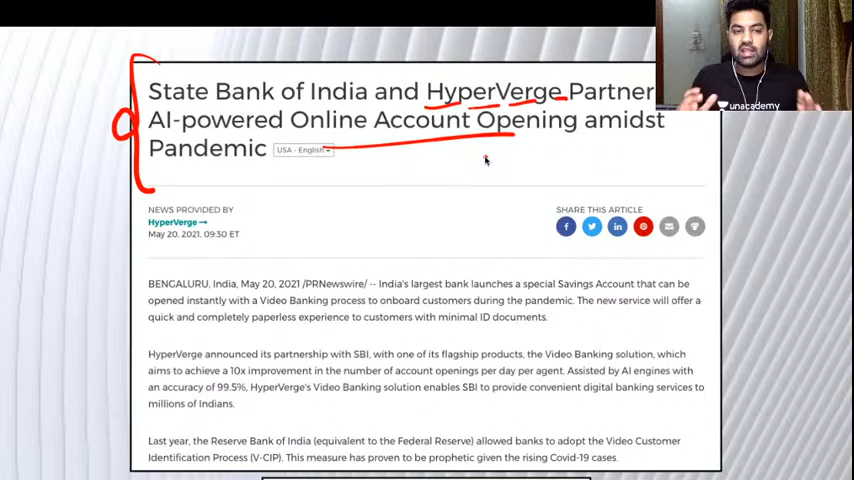 State Bank of India and HyperVerge Partner
AI-powered Online Account Opening amidst
Pandemic USA - English
NEWS PROVIDED BY
HyperVerge
May 20, 2021, 09:30 ET
SHARE THIS ARTICLE
BENGALURU, India, May 20, 2021 /PRNewswire/ -- India's largest bank launches a special Savings Account that can be
opened instantly with a Video Banking process to onboard customers during the pandemic. The new service will offer a
quick and completely paperless experience to customers with minimal ID documents.
HyperVerge announced its partnership with SBI, with one of its flagship products, the Video Banking solution, which
aims to achieve a 10x improvement in the number of account openings per day per agent. Assisted by AI engines with
an accuracy of 99.5%, HyperVerge's Video Banking solution enables SBI to provide convenient digital banking services to
millions of Indians.
Last year, the Reserve Bank of India (equivalent to the Federal Reserve) allowed banks to adopt the Video Customer
Identification Process (V-CIP). This measure has proven to be prophetic given the rising Covid-19 cases.
unacademy